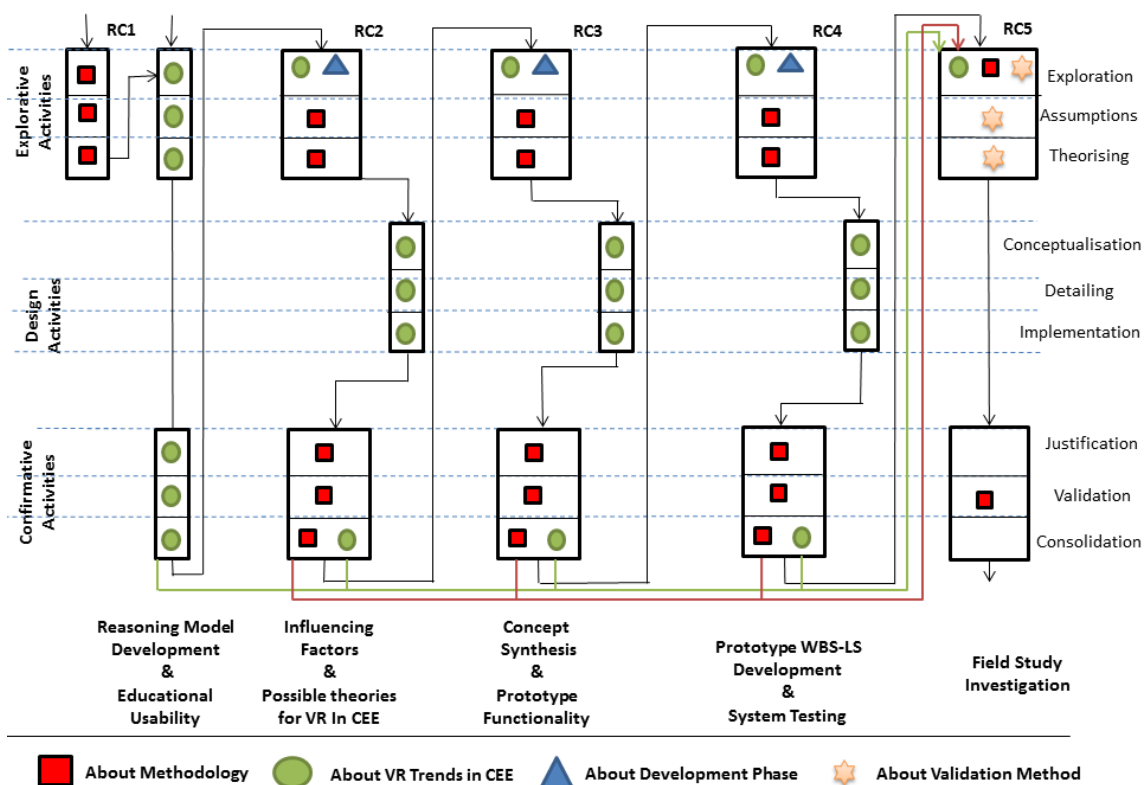 RC1
RC2
RC3
RC4
RC5
Explorative
Activities
Exploration
Assumptions
Theorising
Design
Activities
Conceptualisation
Detailing
Implementation
Confirmative
Activities
Justification
Validation
Consolidation
Reasoning Model
Development
&
Educational
Usability
Influencing
Factors
&
Possible theories
for VR In CEE
Concept
Synthesis
&
Prototype
Functionality
Prototype WBS-LS
Development
&
System Testing
Field Study
Investigation
About Methodology
About VR Trends in CEE
About Development Phase
About Validation Method